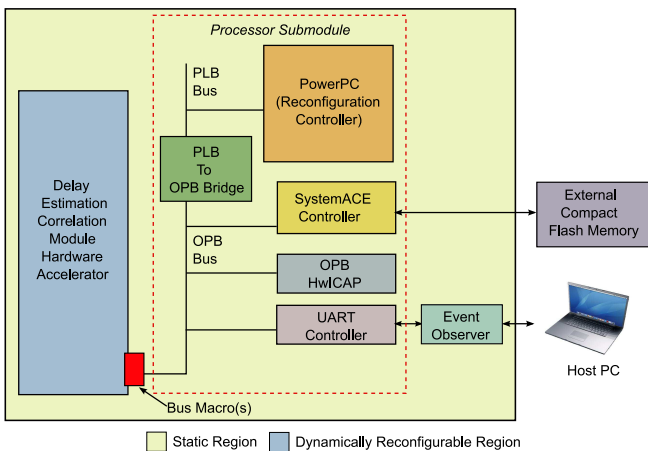 Processor Submodule
PLB
Bus
PowerPC
(Reconfiguration
Controller)
PLB
To
OPB Bridge
Delay
Estimation
Correlation
Module
Hardware
Accelerator
SystemACE
Controller
External
Compact
Flash Memory
OPB
Bus
OPB
HwICAP
UART
Controller
Event
Observer
Host PC
Bus Macro(s)
Static Region
Dynamically Reconfigurable Region